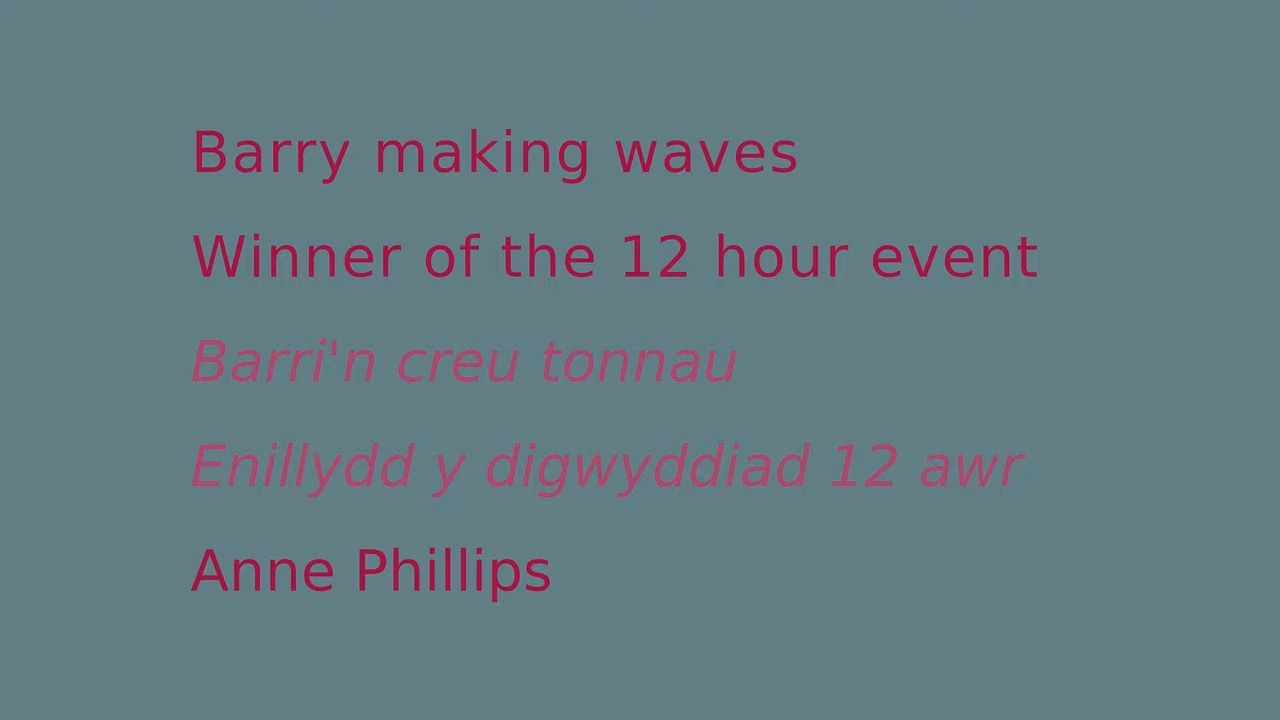 Barry making waves
Winner of the 12 hour event
Barri'n creu tonnau
Enillydd y digwyddiad 12 awr
Anne Phillips